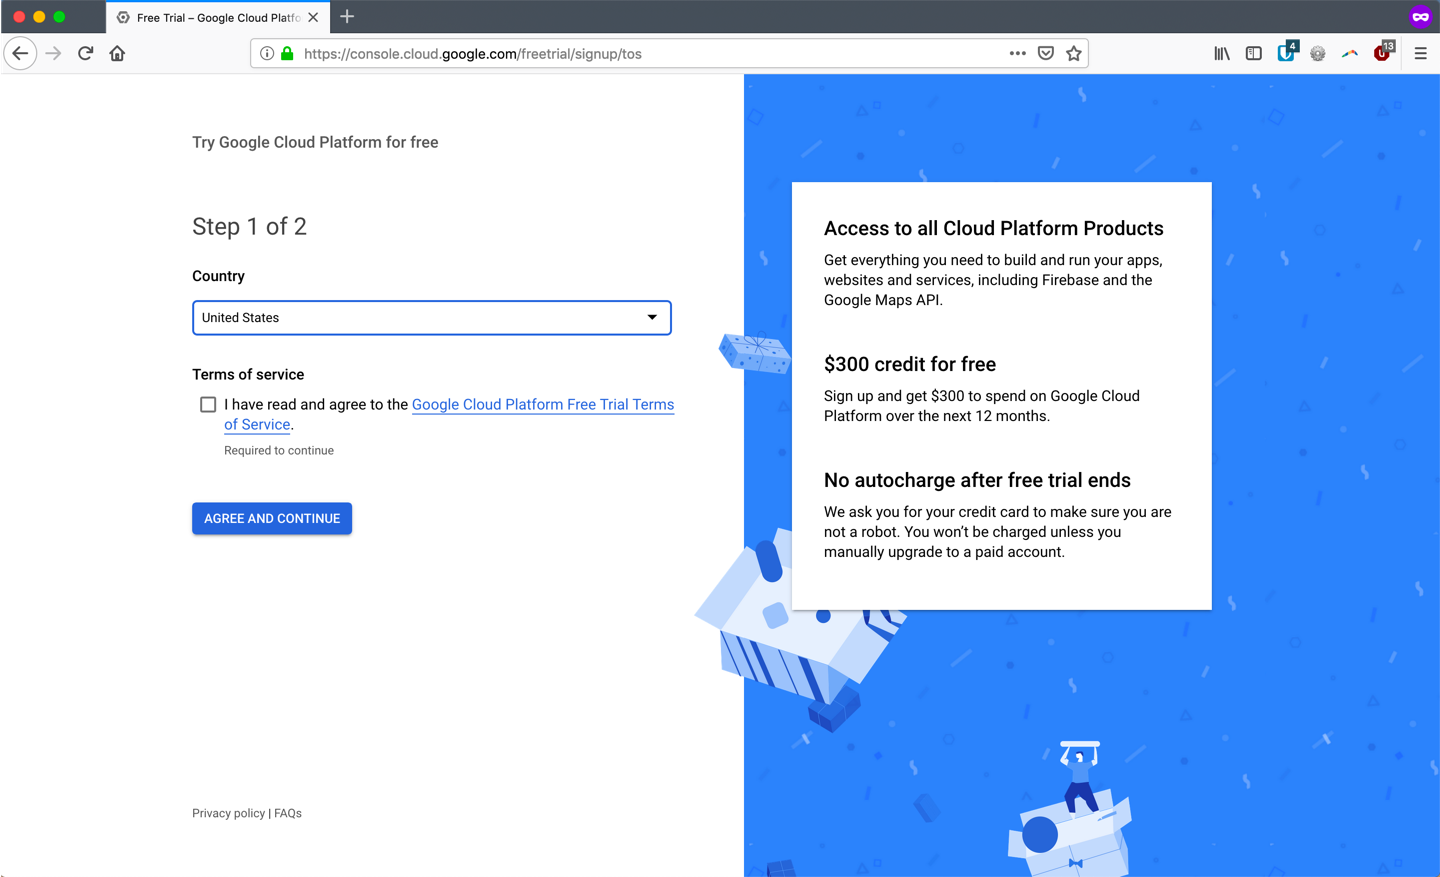 Free Trial – Google Cloud Platfo
https://console.cloud.google.com/freetrial/signup/tos
4
13
Try Google Cloud Platform for free
Step 1 of 2
Country
United States
Terms of service
I have read and agree to the Google Cloud Platform Free Trial Terms
of Service.
Required to continue
AGREE AND CONTINUE
Privacy policy | FAQs
Access to all Cloud Platform Products
Get everything you need to build and run your apps,
websites and services, including Firebase and the
Google Maps API.
$300 credit for free
Sign up and get $300 to spend on Google Cloud
Platform over the next 12 months.
No autocharge after free trial ends
We ask you for your credit card to make sure you are
not a robot. You won’t be charged unless you
manually upgrade to a paid account.